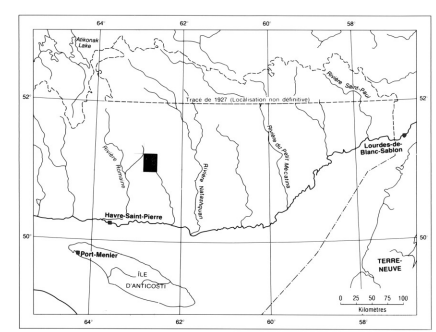 64° 62° 60° 58°
Atikonak
Lake
52° 52°
Rivière Saint-Paul
Tracé de 1927 (Localisation non définitive)
Rivière Romaine
Rivière Natashquan
Rivière du Petit Mécatina
Lourdes-de-
Blanc-Sablon
Havre-Saint-Pierre
50° 50°
Port-Menier
ÎLE
D'ANTICOSTI
TERRE-
NEUVE
0 25 50 100
Kilomètres
64° 62° 60° 58°